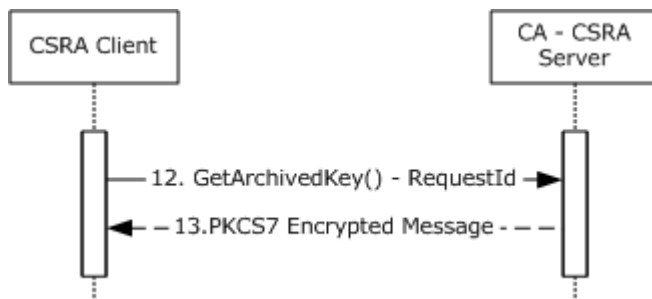 CSRA Client
CA - CSRA
Server
12. GetArchivedKey() - RequestId
13.PKCS7 Encrypted Message